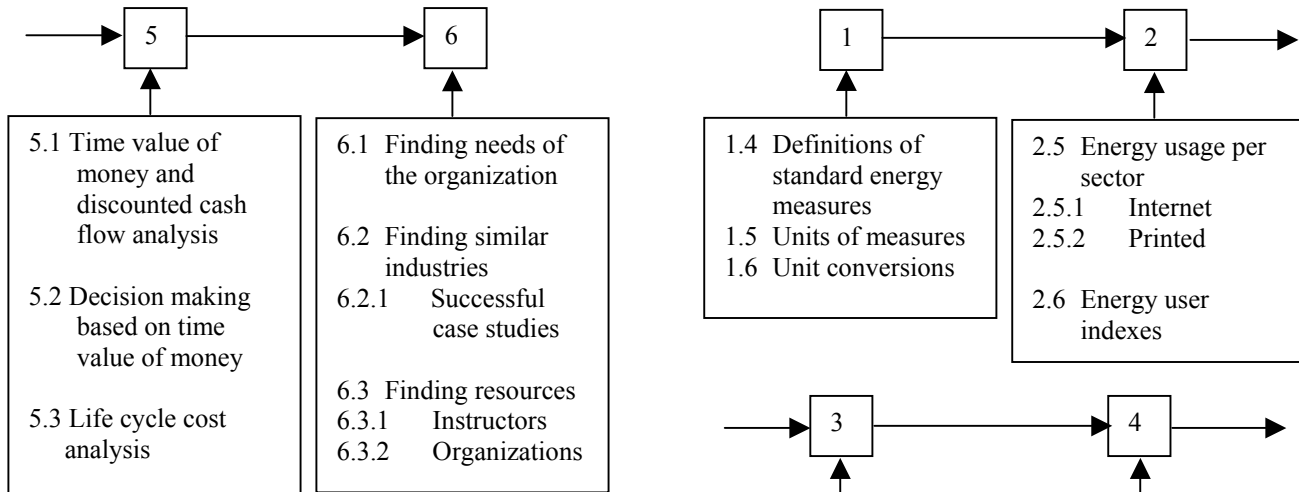 5
6
5.1 Time value of
money and
discounted cash
flow analysis
5.2 Decision making
based on time
value of money
5.3 Life cycle cost
analysis
6.1 Finding needs of
the organization
6.2 Finding similar
industries
6.2.1 Successful
case studies
6.3 Finding resources
6.3.1 Instructors
6.3.2 Organizations
1
2
1.4 Definitions of
standard energy
measures
1.5 Units of measures
1.6 Unit conversions
2.5 Energy usage per
sector
2.5.1 Internet
2.5.2 Printed
2.6 Energy user
indexes
3
4